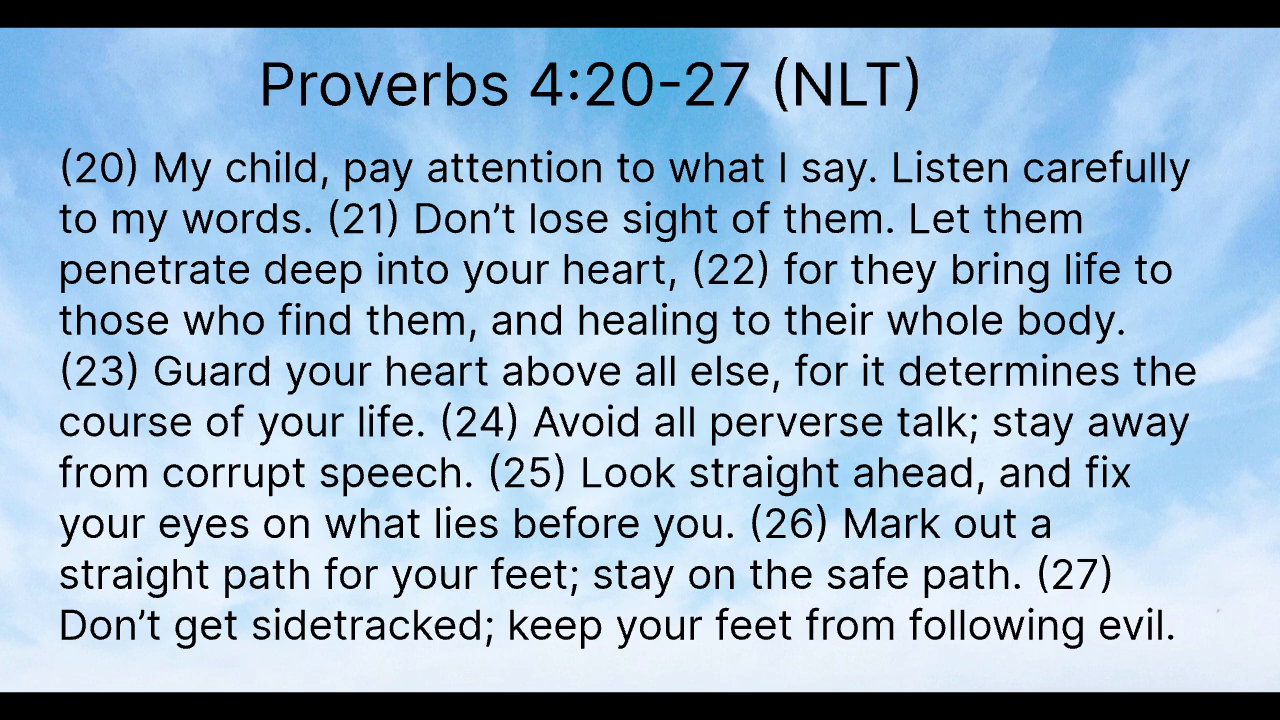 Proverbs 4:20-27 (NLT)
(20) My child, pay attention to what I say. Listen carefully
to my words. (21) Don’t lose sight of them. Let them
penetrate deep into your heart, (22) for they bring life to
those who find them, and healing to their whole body.
(23) Guard your heart above all else, for it determines the
course of your life. (24) Avoid all perverse talk; stay away
from corrupt speech. (25) Look straight ahead, and fix
your eyes on what lies before you. (26) Mark out a
straight path for your feet; stay on the safe path. (27)
Don’t get sidetracked; keep your feet from following evil.